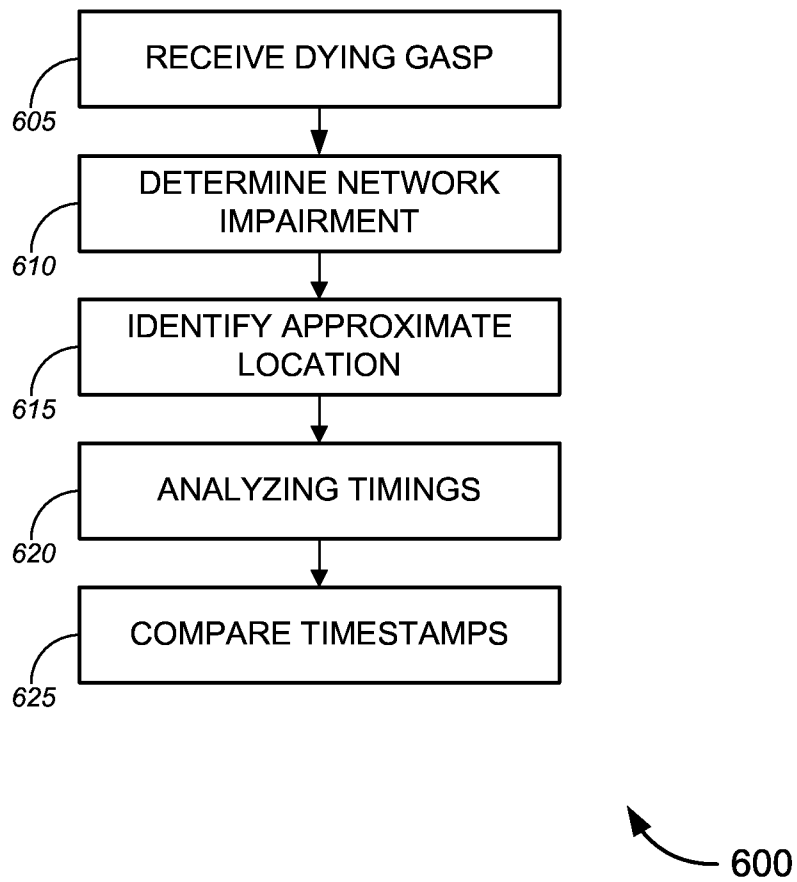 RECEIVE DYING GASP
605
DETERMINE NETWORK
IMPAIRMENT
610
IDENTIFY APPROXIMATE
LOCATION
615
ANALYZING TIMINGS
620
COMPARE TIMESTAMPS
625
600